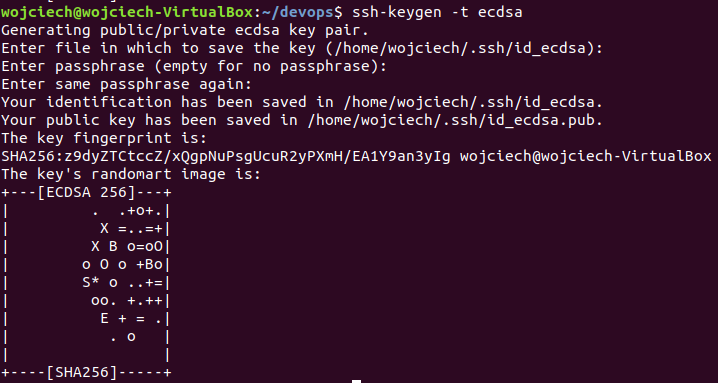 wojciech@wojciech-VirtualBox:~/devops$ ssh-keygen -t ecdsa
Generating public/private ecdsa key pair.
Enter file in which to save the key (/home/wojciech/.ssh/id_ecdsa):
Enter passphrase (empty for no passphrase):
Enter same passphrase again:
Your identification has been saved in /home/wojciech/.ssh/id_ecdsa.
Your public key has been saved in /home/wojciech/.ssh/id_ecdsa.pub.
The key fingerprint is:
SHA256:z9dyZTCtccZ/xQgpNuPsgUcuR2yPXmH/EA1Y9an3yIg wojciech@wojciech-VirtualBox
The key's randomart image is:
+---[ECDSA 256]---+
|          .  .+o+.|
|           X =..=+|
|          X B o=oO|
|         o O o +Bo|
|         S* o ..+=|
|          oo. +.++|
|           E + = .|
|            . o   |
|                  |
+----[SHA256]-----+